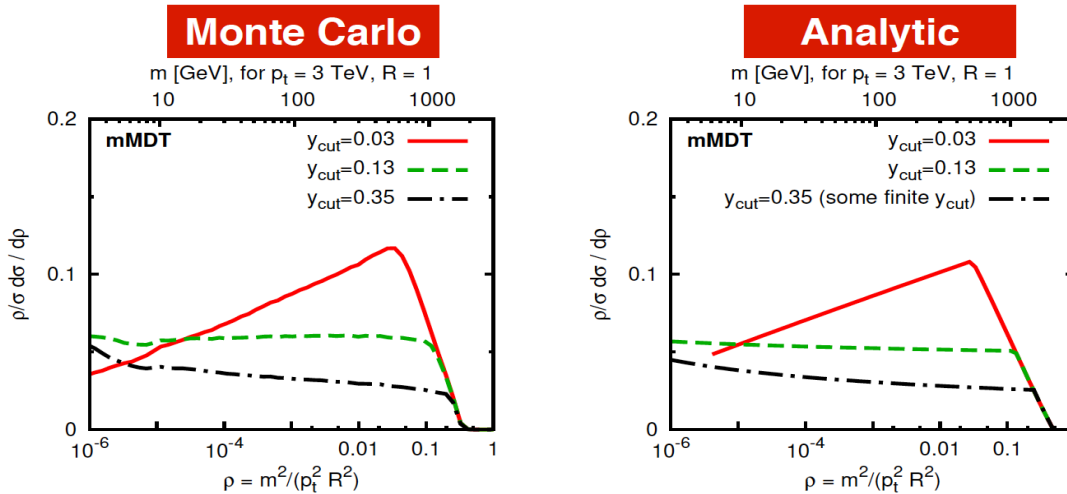 Monte Carlo
m [GeV], for pt = 3 TeV, R = 1
10 100 1000
0.2
mMDT
ycut=0.03
ycut=0.13
ycut=0.35
ρ/σ dσ / dρ
0.1
0
10-6 10-4 0.01 0.1 1
ρ = m2/(pt2 R2)
Analytic
m [GeV], for pt = 3 TeV, R = 1
10 100 1000
0.2
mMDT
ycut=0.03
ycut=0.13
ycut=0.35 (some finite ycut)
ρ/σ dσ / dρ
0.1
0
10-6 10-4 0.01 0.1
ρ = m2/(pt2 R2)